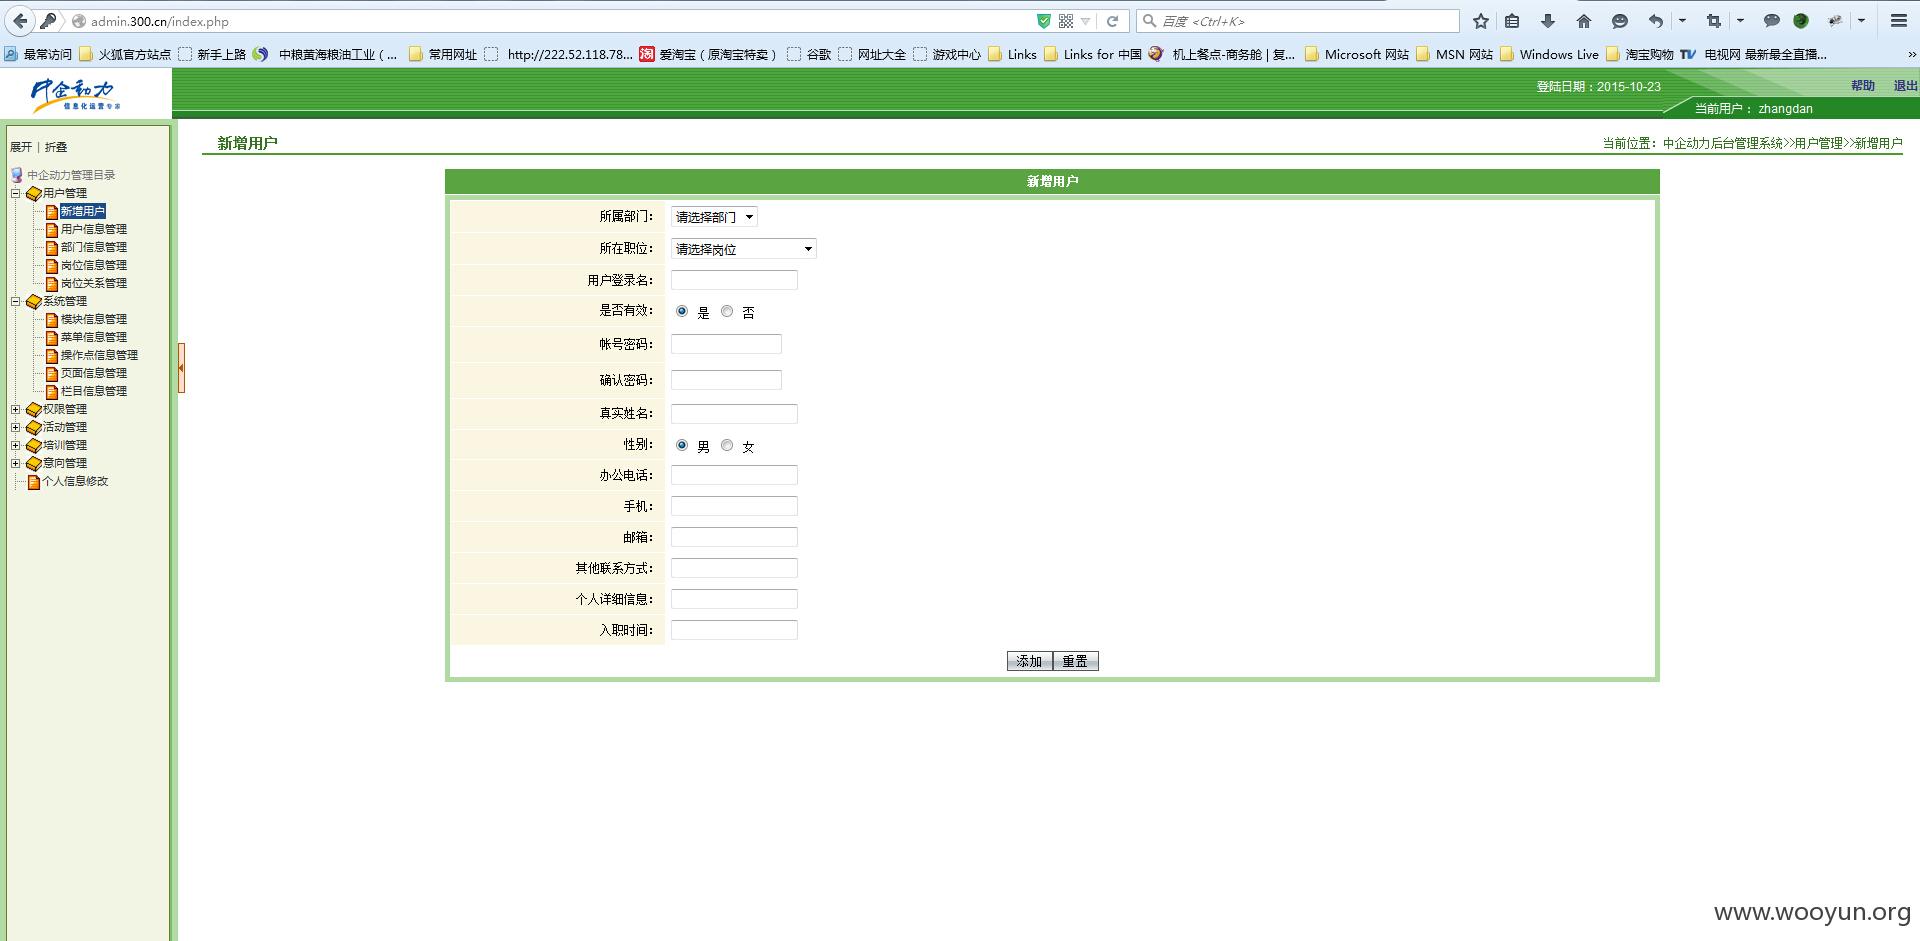 admin.300.cn/index.php
百度 <Ctrl+K>
最常访问 火狐官方站点 新手上路 中粮黄海粮油工业（... 常用网址 http://222.52.118.78... 爱淘宝（原淘宝特卖） 谷歌 网址大全 游戏中心 Links Links for 中国 机上餐点-商务舱 | 复... Microsoft 网站 MSN 网站 Windows Live 淘宝购物 电视网 最新最全直播... »
中企动力
信息化运营专家
登陆日期：2015-10-23
帮助 退出
当前用户： zhangdan
展开 | 折叠
中企动力管理目录
用户管理
新增用户
用户信息管理
部门信息管理
岗位信息管理
岗位关系管理
系统管理
模块信息管理
菜单信息管理
操作点信息管理
页面信息管理
栏目信息管理
权限管理
活动管理
培训管理
意向管理
个人信息修改
新增用户
当前位置：中企动力后台管理系统>>用户管理>>新增用户
新增用户
所属部门： 请选择部门
所在职位： 请选择岗位
用户登录名：
是否有效： 是 否
帐号密码：
确认密码：
真实姓名：
性别： 男 女
办公电话：
手机：
邮箱：
其他联系方式：
个人详细信息：
入职时间：
添加 重置
www.wooyun.org